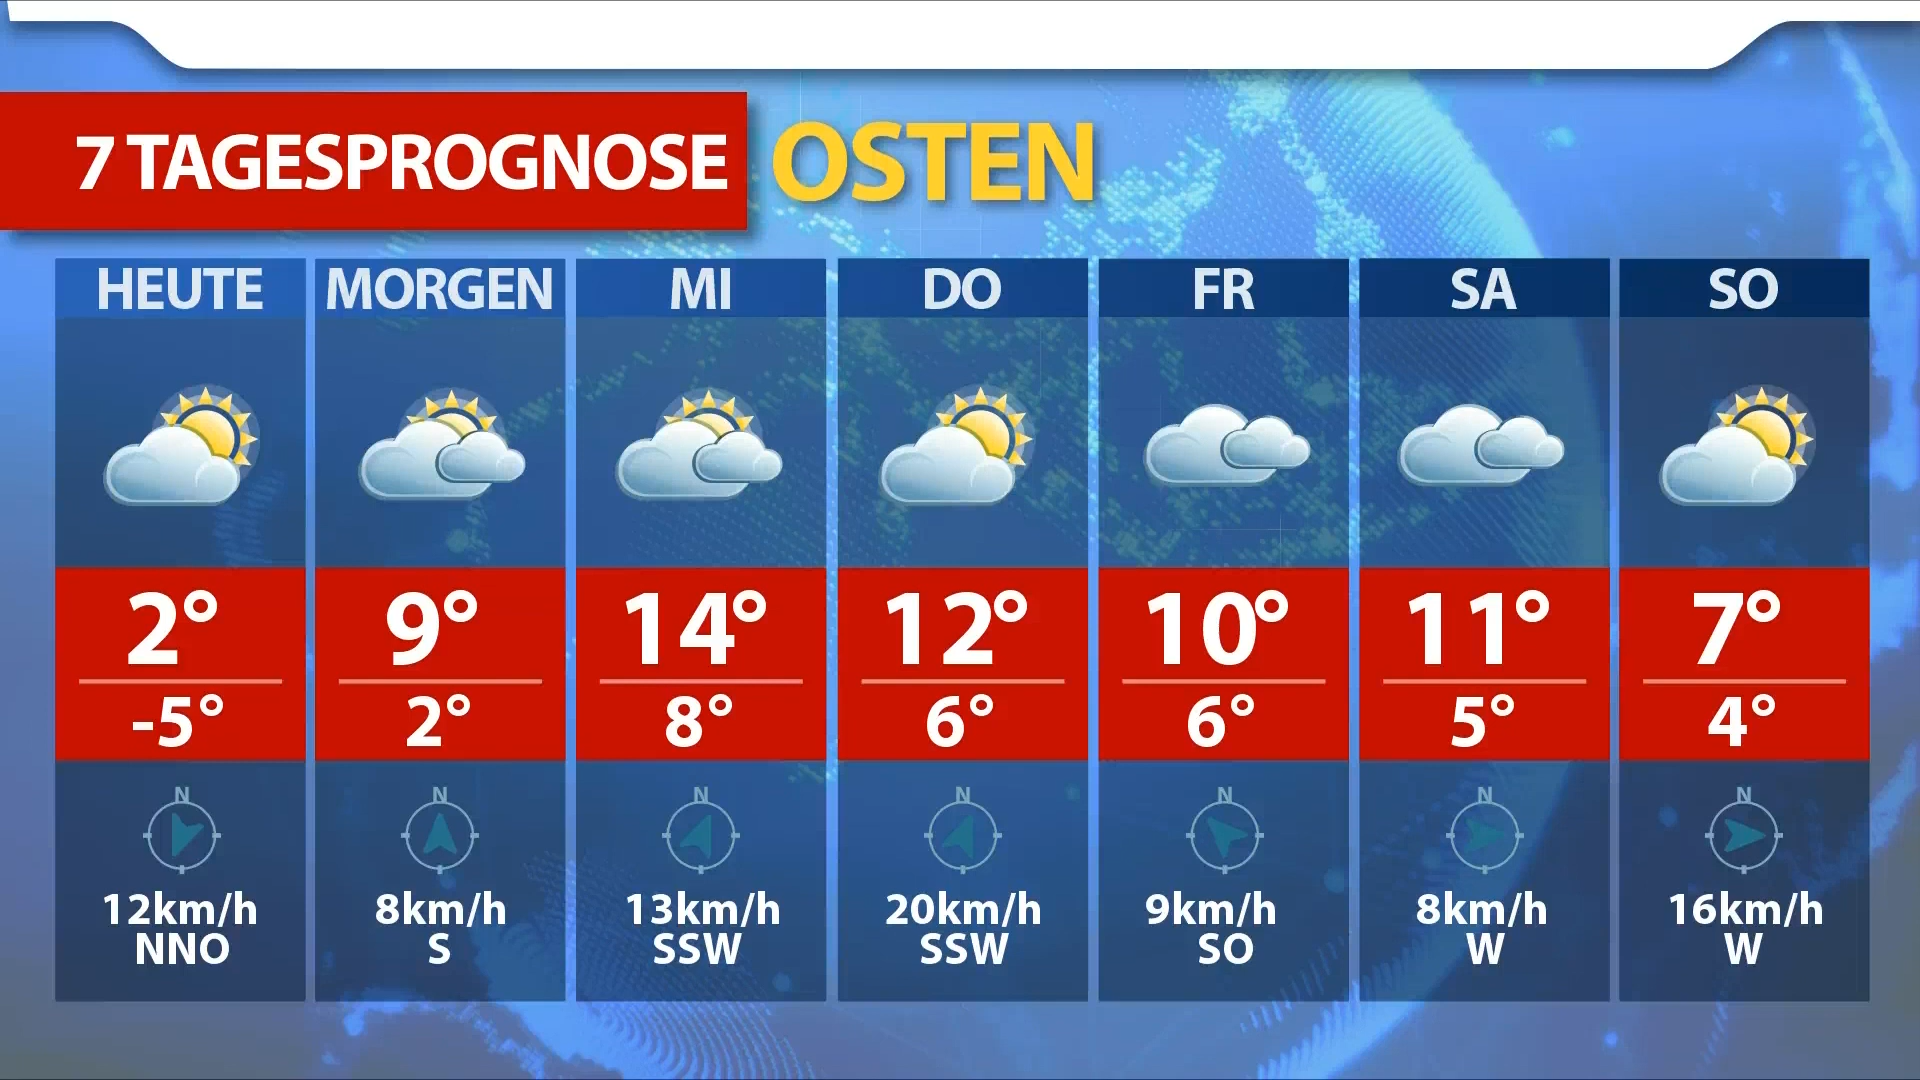 7 TAGESPROGNOSE OSTEN
HEUTE MORGEN MI DO FR SA SO
2° 9° 14° 12° 10° 11° 7°
-5° 2° 8° 6° 6° 5° 4°
N N N N N N N
12km/h 8km/h 13km/h 20km/h 9km/h 8km/h 16km/h
NNO S SSW SSW SO W W